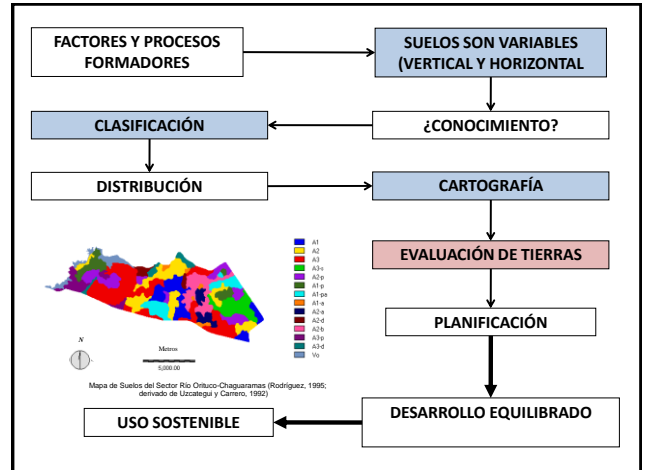 FACTORES Y PROCESOS
FORMADORES
SUELOS SON VARIABLES
(VERTICAL Y HORIZONTAL
CLASIFICACIÓN
¿CONOCIMIENTO?
DISTRIBUCIÓN
CARTOGRAFÍA
EVALUACIÓN DE TIERRAS
PLANIFICACIÓN
A1
A2
A3
A3-c
A2-p
A1-p
A1-pa
A1-a
A2-a
A2-d
A2-b
A3-p
A3-d
Vo
N
Metros
5,000.00
Mapa de Suelos del Sector Río Orituco-Chaguaramas (Rodríguez, 1995;
derivado de Uzcategui y Carrero, 1992)
DESARROLLO EQUILIBRADO
USO SOSTENIBLE